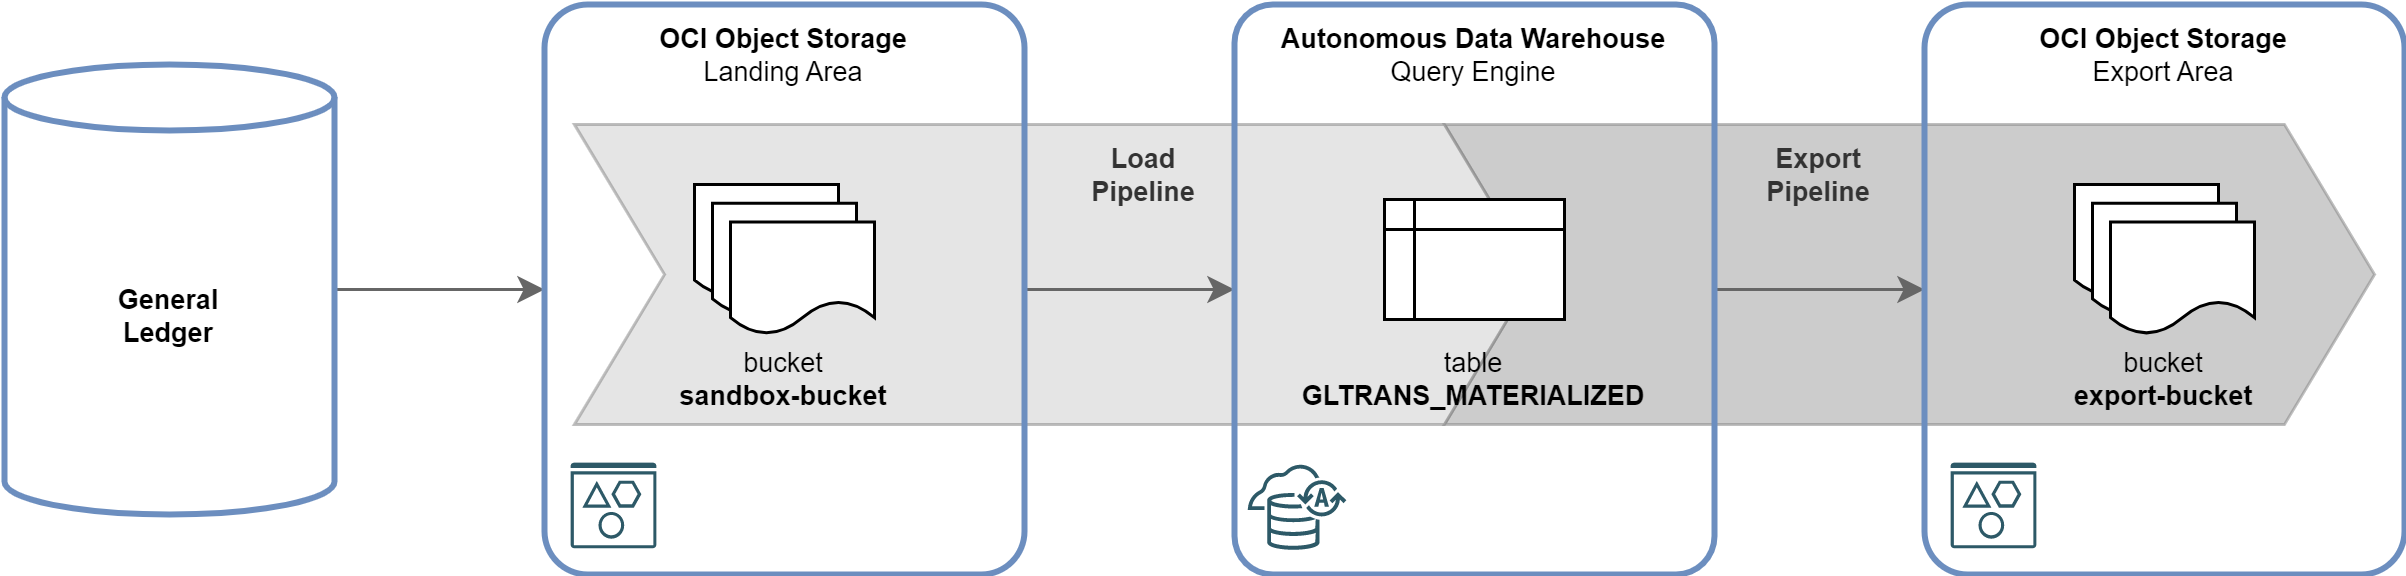 General
Ledger
OCI Object Storage
Landing Area
bucket
sandbox-bucket
Load
Pipeline
Autonomous Data Warehouse
Query Engine
table
GLTRANS_MATERIALIZED
A
Export
Pipeline
OCI Object Storage
Export Area
bucket
export-bucket